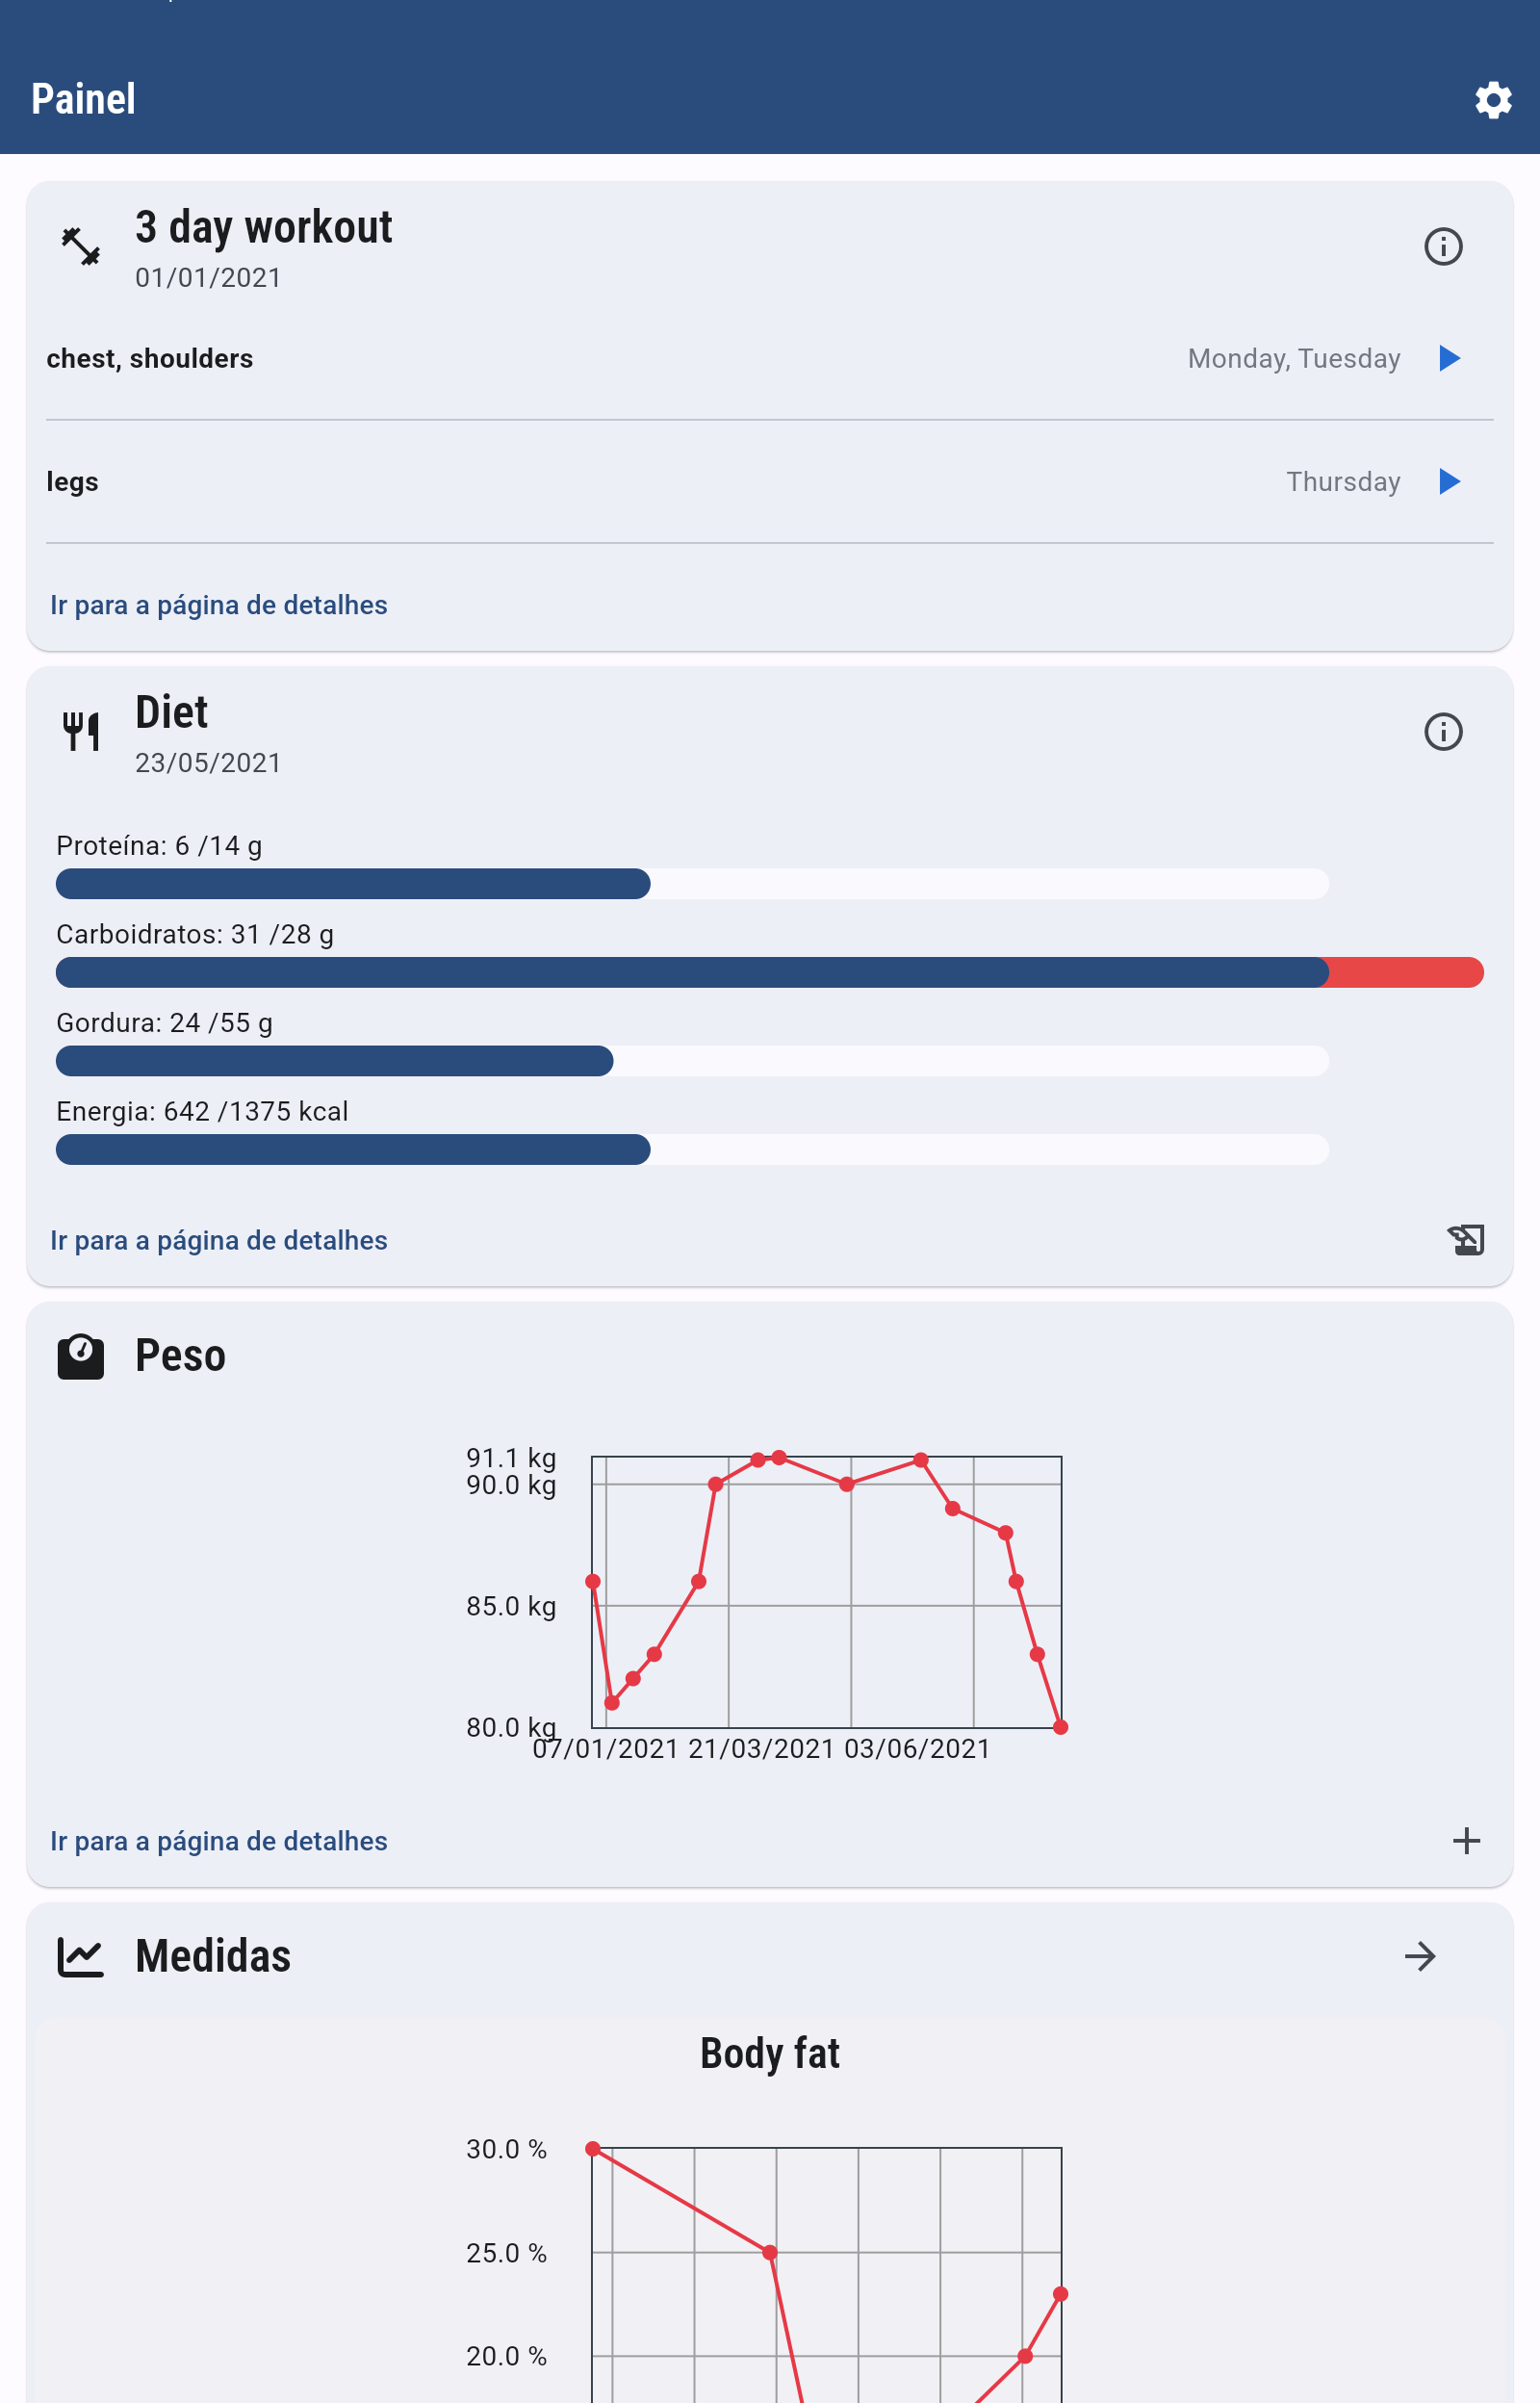 Painel
3 day workout
01/01/2021
chest, shoulders Monday, Tuesday
legs Thursday
Ir para a página de detalhes
Diet
23/05/2021
Proteína: 6 /14 g
Carboidratos: 31 /28 g
Gordura: 24 /55 g
Energia: 642 /1375 kcal
Ir para a página de detalhes
Peso
91.1 kg
90.0 kg
85.0 kg
80.0 kg
07/01/2021 21/03/2021 03/06/2021
Ir para a página de detalhes
Medidas
Body fat
30.0 %
25.0 %
20.0 %